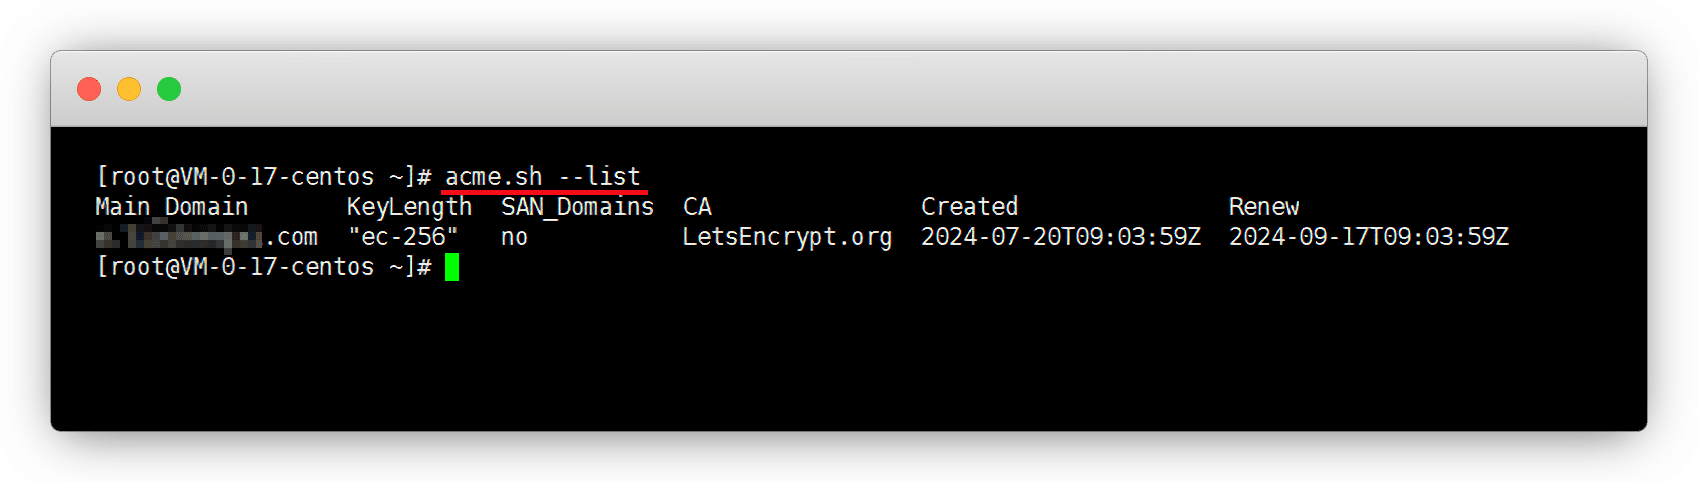 [root@VM-0-17-centos ~]# acme.sh --list
Main_Domain KeyLength SAN_Domains CA Created Renew
.com "ec-256" no LetsEncrypt.org 2024-07-20T09:03:59Z 2024-09-17T09:03:59Z
[root@VM-0-17-centos ~]#